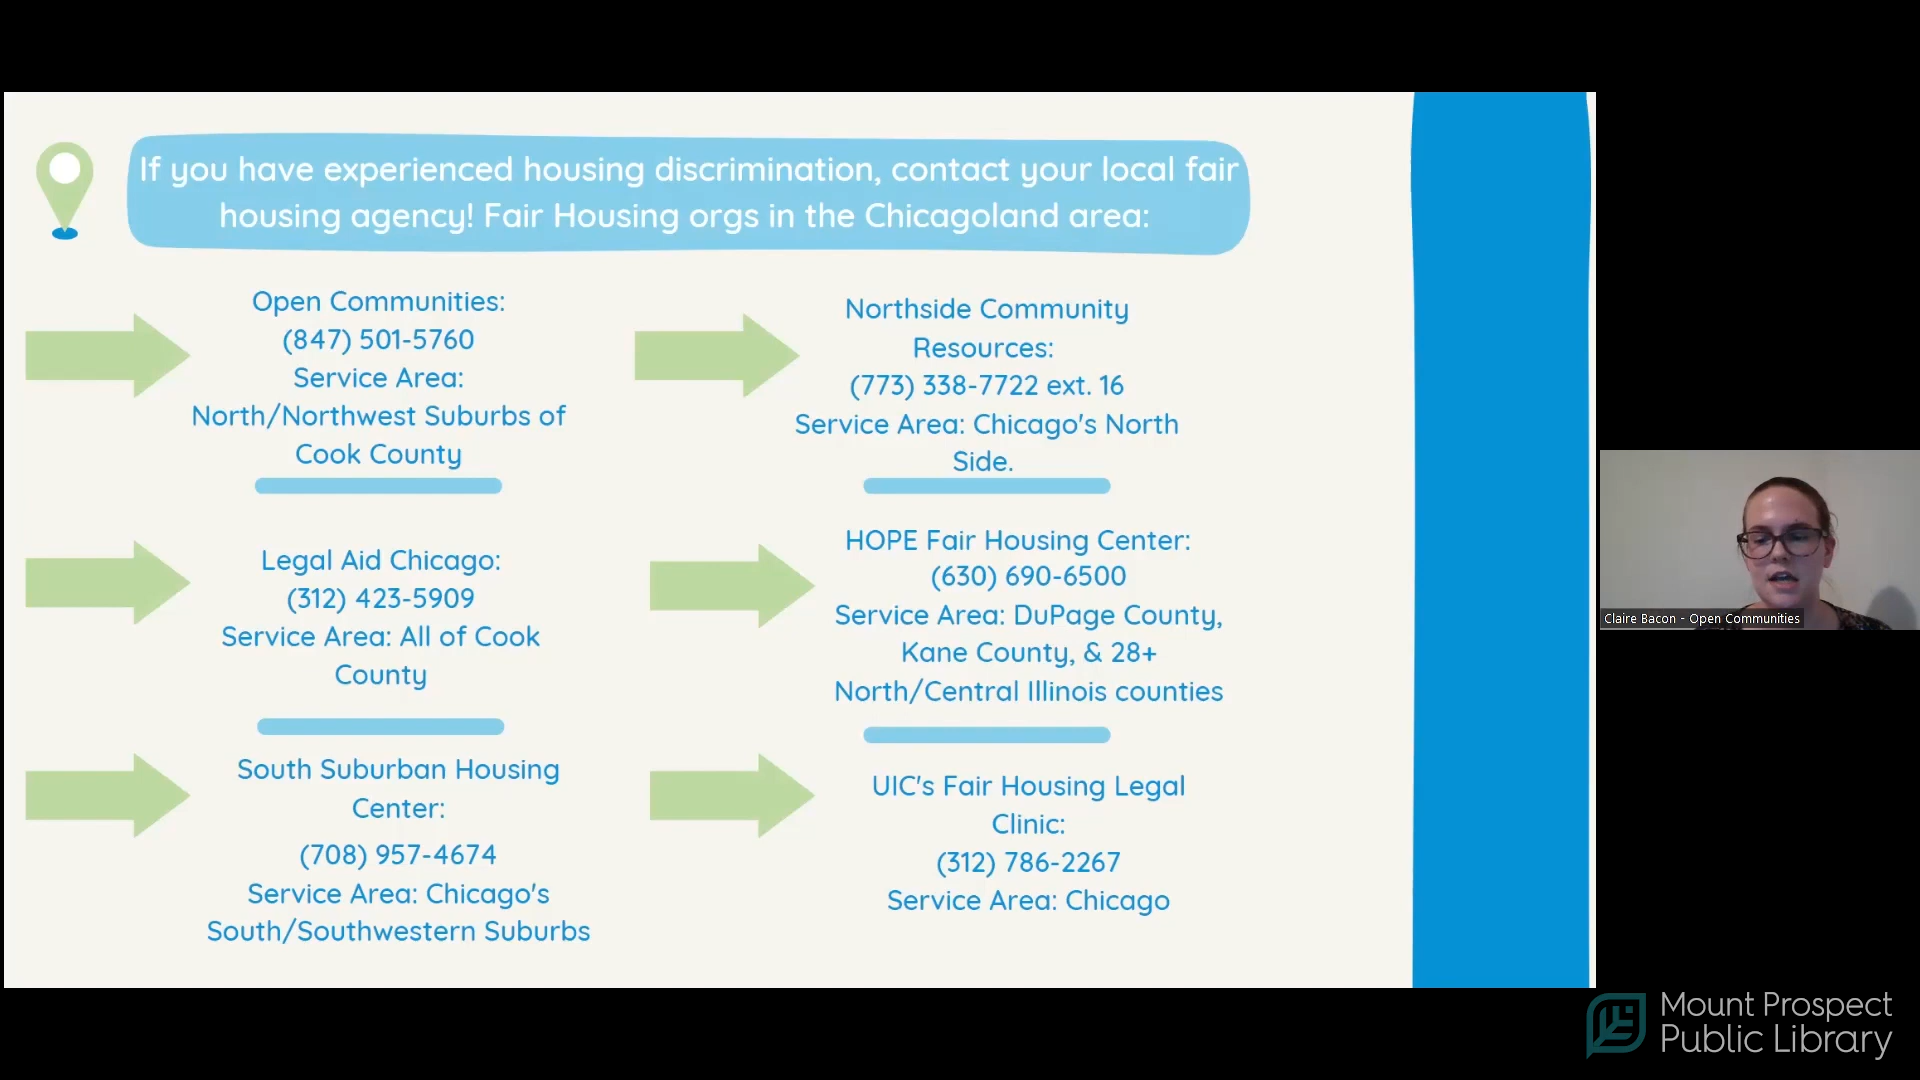 If you have experienced housing discrimination, contact your local fair
housing agency! Fair Housing orgs in the Chicagoland area:
Open Communities:
(847) 501-5760
Service Area:
North/Northwest Suburbs of
Cook County
Northside Community
Resources:
(773) 338-7722 ext. 16
Service Area: Chicago's North
Side.
Legal Aid Chicago:
(312) 423-5909
Service Area: All of Cook
County
HOPE Fair Housing Center:
(630) 690-6500
Service Area: DuPage County,
Kane County, & 28+
North/Central Illinois counties
South Suburban Housing
Center:
(708) 957-4674
Service Area: Chicago's
South/Southwestern Suburbs
UIC's Fair Housing Legal
Clinic:
(312) 786-2267
Service Area: Chicago
Claire Bacon - Open Communities
Mount Prospect
Public Library